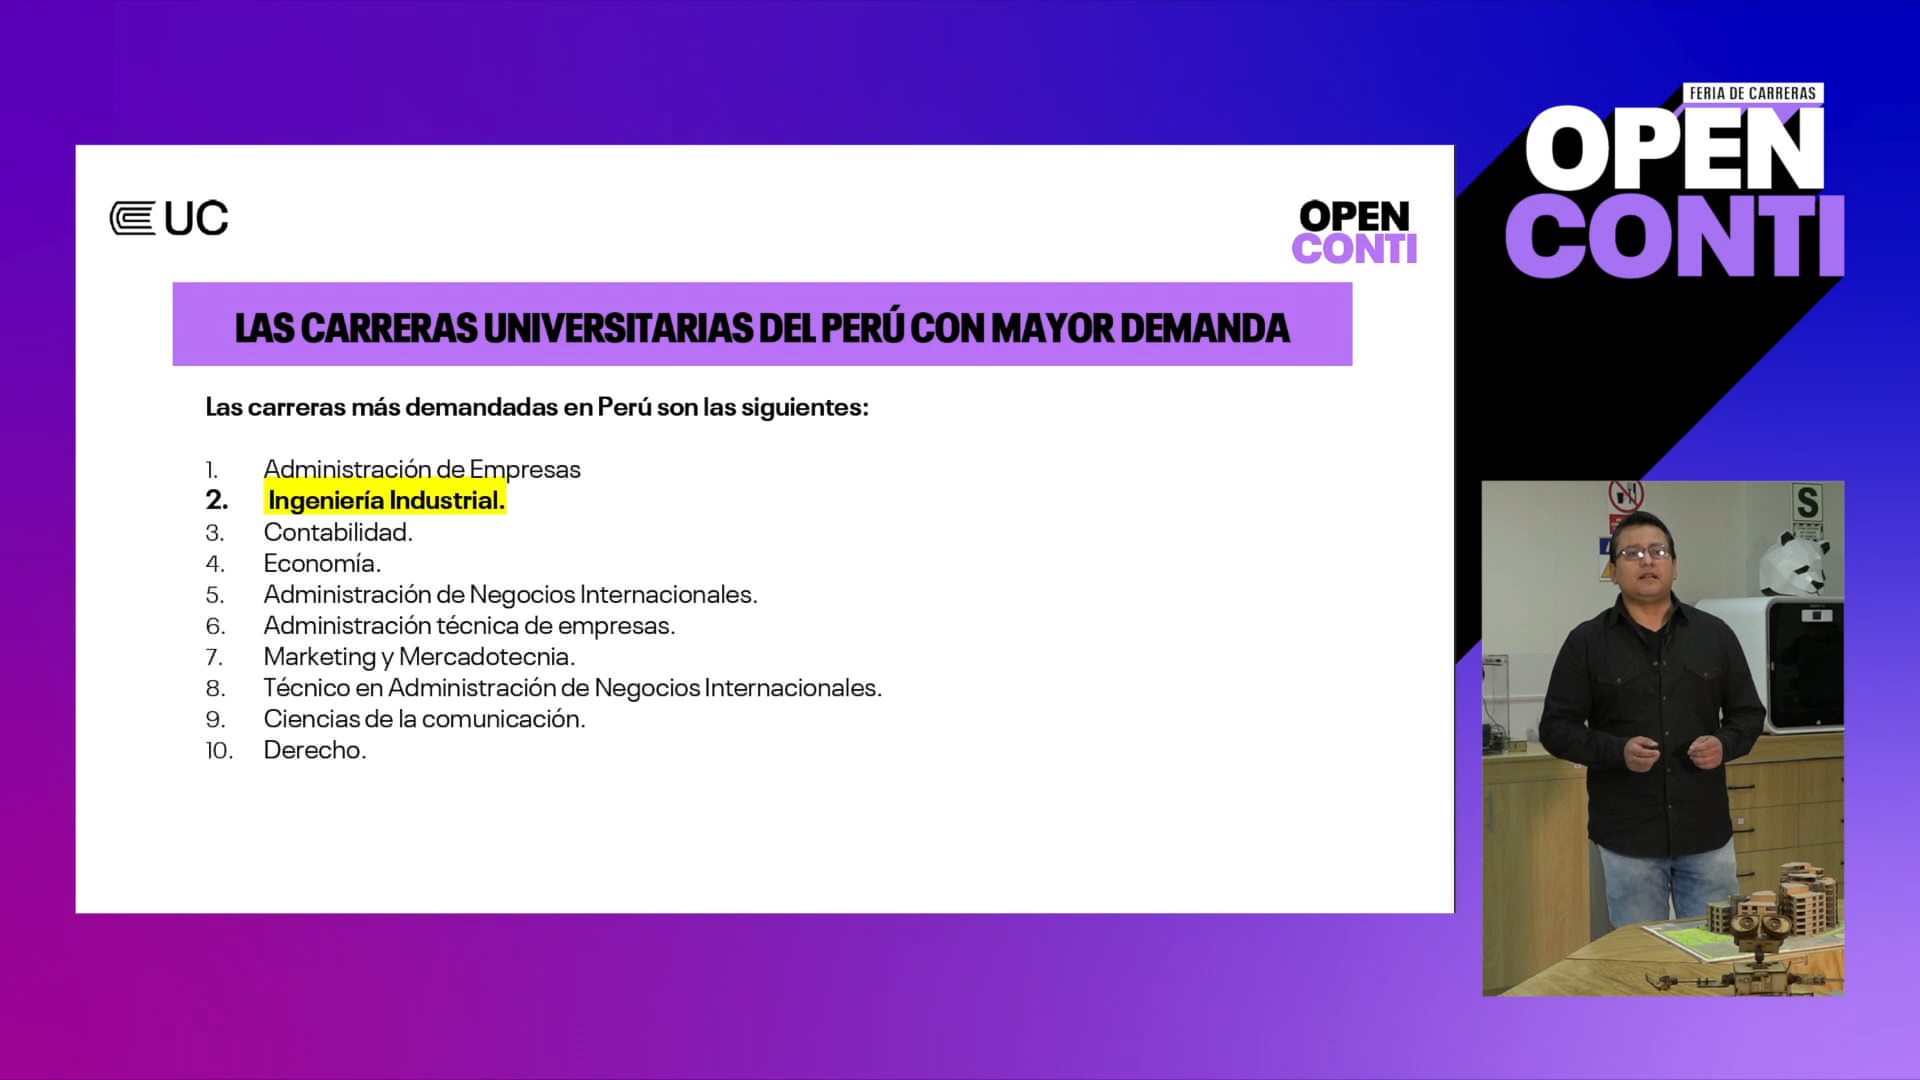 FERIA DE CARRERAS
OPEN
CONTI
UC
OPEN
CONTI
LAS CARRERAS UNIVERSITARIAS DEL PERÚ CON MAYOR DEMANDA
Las carreras más demandadas en Perú son las siguientes:
1. Administración de Empresas
2. Ingeniería Industrial.
3. Contabilidad.
4. Economía.
5. Administración de Negocios Internacionales.
6. Administración técnica de empresas.
7. Marketing y Mercadotecnia.
8. Técnico en Administración de Negocios Internacionales.
9. Ciencias de la comunicación.
10. Derecho.
S